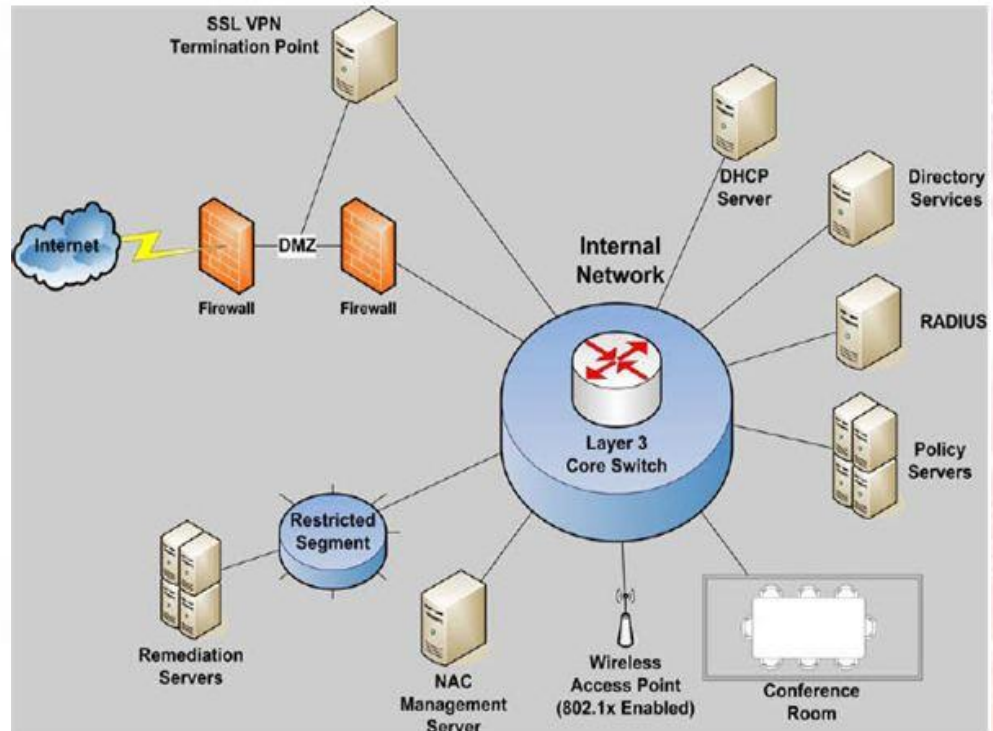 SSL VPN
Termination Point
DHCP
Server
Directory
Services
Internet
DMZ
Firewall
Firewall
Internal
Network
RADIUS
Layer 3
Core Switch
Policy
Servers
Restricted
Segment
Remediation
Servers
NAC
Management
Server
Wireless
Access Point
(802.1x Enabled)
Conference
Room